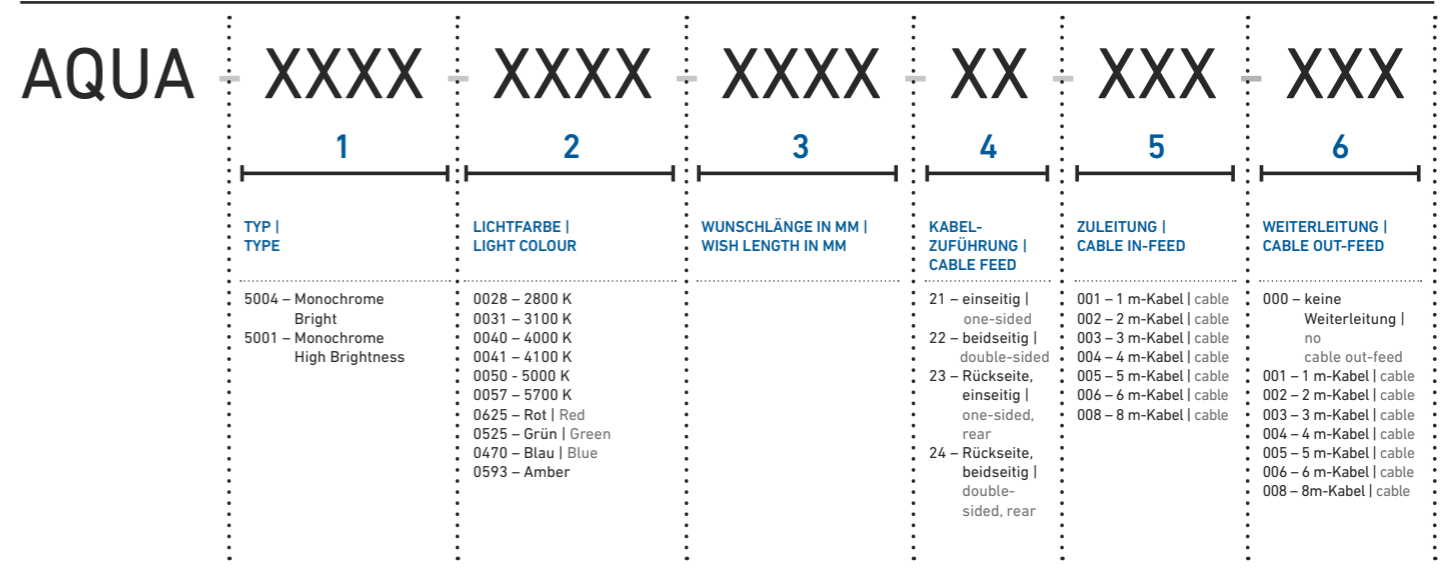 AQUA - XXXX - XXXX - XXXX - XX - XXX - XXX
1
2
3
4
5
6
TYP |
TYPE
5004 – Monochrome
Bright
5001 – Monochrome
High Brightness
LICHTFARBE |
LIGHT COLOUR
0028 – 2800 K
0031 – 3100 K
0040 – 4000 K
0041 – 4100 K
0050 - 5000 K
0057 – 5700 K
0625 – Rot | Red
0525 – Grün | Green
0470 – Blau | Blue
0593 – Amber
WUNSCHLÄNGE IN MM |
WISH LENGTH IN MM
KABEL-
ZUFÜHRUNG |
CABLE FEED
21 – einseitig |
one-sided
22 – beidseitig |
double-sided
23 – Rückseite,
einseitig |
one-sided,
rear
24 – Rückseite,
beidseitig |
double-
sided, rear
ZULEITUNG |
CABLE IN-FEED
001 – 1 m-Kabel | cable
002 – 2 m-Kabel | cable
003 – 3 m-Kabel | cable
004 – 4 m-Kabel | cable
005 – 5 m-Kabel | cable
006 – 6 m-Kabel | cable
008 – 8 m-Kabel | cable
WEITERLEITUNG |
CABLE OUT-FEED
000 – keine
Weiterleitung |
no
cable out-feed
001 – 1 m-Kabel | cable
002 – 2 m-Kabel | cable
003 – 3 m-Kabel | cable
004 – 4 m-Kabel | cable
005 – 5 m-Kabel | cable
006 – 6 m-Kabel | cable
008 – 8m-Kabel | cable